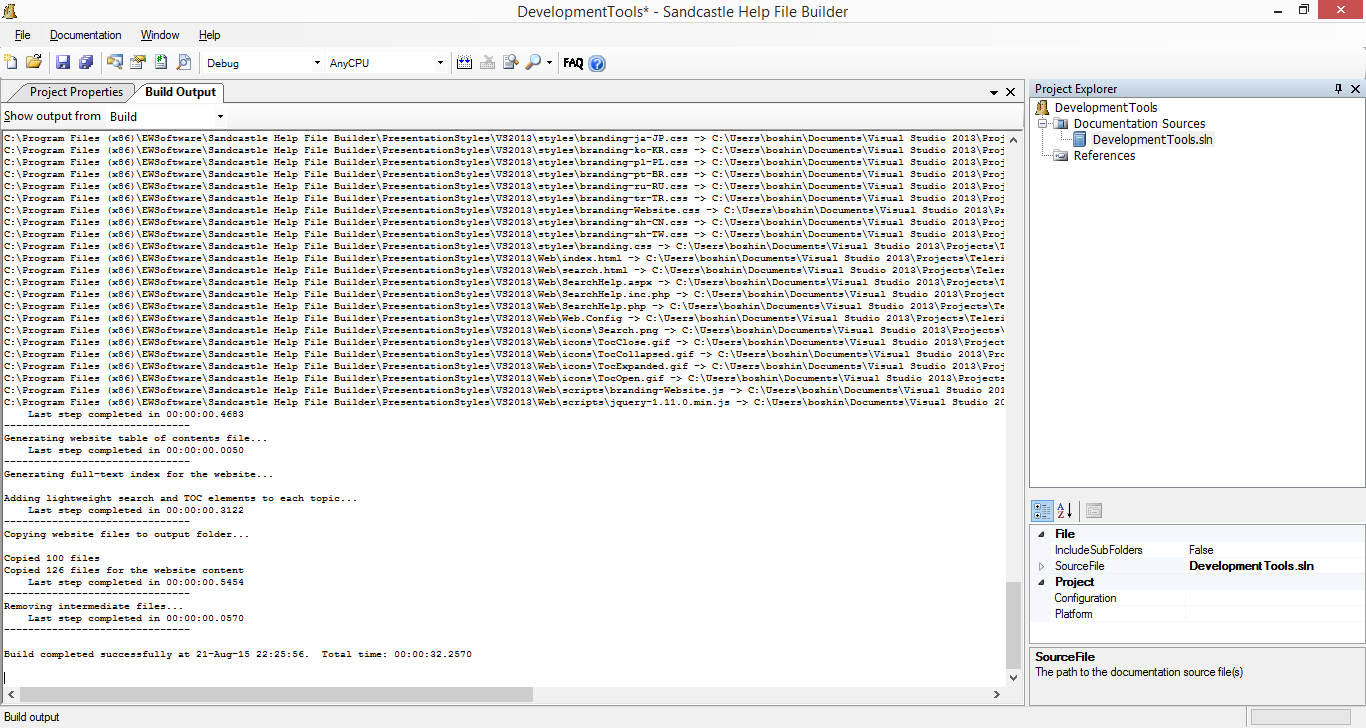 DevelopmentTools* - Sandcastle Help File Builder
File Documentation Window Help
Debug AnyCPU FAQ
Project Properties Build Output
Show output from Build
C:\Program Files (x86)\EWSoftware\Sandcastle Help File Builder\PresentationStyles\VS2013\styles\branding-ja-JP.css -> C:\Users\bozhin\Documents\Visual Studio 2013\Proj
C:\Program Files (x86)\EWSoftware\Sandcastle Help File Builder\PresentationStyles\VS2013\styles\branding-ko-KR.css -> C:\Users\bozhin\Documents\Visual Studio 2013\Proj
C:\Program Files (x86)\EWSoftware\Sandcastle Help File Builder\PresentationStyles\VS2013\styles\branding-pl-PL.css -> C:\Users\bozhin\Documents\Visual Studio 2013\Proj
C:\Program Files (x86)\EWSoftware\Sandcastle Help File Builder\PresentationStyles\VS2013\styles\branding-pt-BR.css -> C:\Users\bozhin\Documents\Visual Studio 2013\Proj
C:\Program Files (x86)\EWSoftware\Sandcastle Help File Builder\PresentationStyles\VS2013\styles\branding-ru-RU.css -> C:\Users\bozhin\Documents\Visual Studio 2013\Proj
C:\Program Files (x86)\EWSoftware\Sandcastle Help File Builder\PresentationStyles\VS2013\styles\branding-tr-TR.css -> C:\Users\bozhin\Documents\Visual Studio 2013\Proj
C:\Program Files (x86)\EWSoftware\Sandcastle Help File Builder\PresentationStyles\VS2013\styles\branding-Website.css -> C:\Users\bozhin\Documents\Visual Studio 2013\Pr
C:\Program Files (x86)\EWSoftware\Sandcastle Help File Builder\PresentationStyles\VS2013\styles\branding-zh-CN.css -> C:\Users\bozhin\Documents\Visual Studio 2013\Proj
C:\Program Files (x86)\EWSoftware\Sandcastle Help File Builder\PresentationStyles\VS2013\styles\branding-zh-TW.css -> C:\Users\bozhin\Documents\Visual Studio 2013\Proj
C:\Program Files (x86)\EWSoftware\Sandcastle Help File Builder\PresentationStyles\VS2013\styles\branding.css -> C:\Users\bozhin\Documents\Visual Studio 2013\Projects\T
C:\Program Files (x86)\EWSoftware\Sandcastle Help File Builder\PresentationStyles\VS2013\Web\index.html -> C:\Users\bozhin\Documents\Visual Studio 2013\Projects\Teleri
C:\Program Files (x86)\EWSoftware\Sandcastle Help File Builder\PresentationStyles\VS2013\Web\search.html -> C:\Users\bozhin\Documents\Visual Studio 2013\Projects\Teler
C:\Program Files (x86)\EWSoftware\Sandcastle Help File Builder\PresentationStyles\VS2013\Web\SearchHelp.aspx -> C:\Users\bozhin\Documents\Visual Studio 2013\Projects\T
C:\Program Files (x86)\EWSoftware\Sandcastle Help File Builder\PresentationStyles\VS2013\Web\SearchHelp.inc.php -> C:\Users\bozhin\Documents\Visual Studio 2013\Project
C:\Program Files (x86)\EWSoftware\Sandcastle Help File Builder\PresentationStyles\VS2013\Web\SearchHelp.php -> C:\Users\bozhin\Documents\Visual Studio 2013\Projects\Te
C:\Program Files (x86)\EWSoftware\Sandcastle Help File Builder\PresentationStyles\VS2013\Web\Web.Config -> C:\Users\bozhin\Documents\Visual Studio 2013\Projects\Teleri
C:\Program Files (x86)\EWSoftware\Sandcastle Help File Builder\PresentationStyles\VS2013\Web\icons\Search.png -> C:\Users\bozhin\Documents\Visual Studio 2013\Projects\
C:\Program Files (x86)\EWSoftware\Sandcastle Help File Builder\PresentationStyles\VS2013\Web\icons\TocClose.gif -> C:\Users\bozhin\Documents\Visual Studio 2013\Project
C:\Program Files (x86)\EWSoftware\Sandcastle Help File Builder\PresentationStyles\VS2013\Web\icons\TocCollapsed.gif -> C:\Users\bozhin\Documents\Visual Studio 2013\Pro
C:\Program Files (x86)\EWSoftware\Sandcastle Help File Builder\PresentationStyles\VS2013\Web\icons\TocExpanded.gif -> C:\Users\bozhin\Documents\Visual Studio 2013\Proj
C:\Program Files (x86)\EWSoftware\Sandcastle Help File Builder\PresentationStyles\VS2013\Web\icons\TocOpen.gif -> C:\Users\bozhin\Documents\Visual Studio 2013\Projects
C:\Program Files (x86)\EWSoftware\Sandcastle Help File Builder\PresentationStyles\VS2013\Web\scripts\branding-Website.js -> C:\Users\bozhin\Documents\Visual Studio 201
C:\Program Files (x86)\EWSoftware\Sandcastle Help File Builder\PresentationStyles\VS2013\Web\scripts\jquery-1.11.0.min.js -> C:\Users\bozhin\Documents\Visual Studio 20
Last step completed in 00:00:00.4683
-------------------------------
Generating website table of contents file...
Last step completed in 00:00:00.0050
-------------------------------
Generating full-text index for the website...
Adding lightweight search and TOC elements to each topic...
Last step completed in 00:00:00.3122
-------------------------------
Copying website files to output folder...
Copied 100 files
Copied 126 files for the website content
Last step completed in 00:00:00.5454
-------------------------------
Removing intermediate files...
Last step completed in 00:00:00.0570
-------------------------------
Build completed successfully at 21-Aug-15 22:25:56. Total time: 00:00:32.2570
Build output
Project Explorer
DevelopmentTools
Documentation Sources
DevelopmentTools.sln
References
File
IncludeSubFolders False
SourceFile DevelopmentTools.sln
Project
Configuration
Platform
SourceFile
The path to the documentation source file(s)